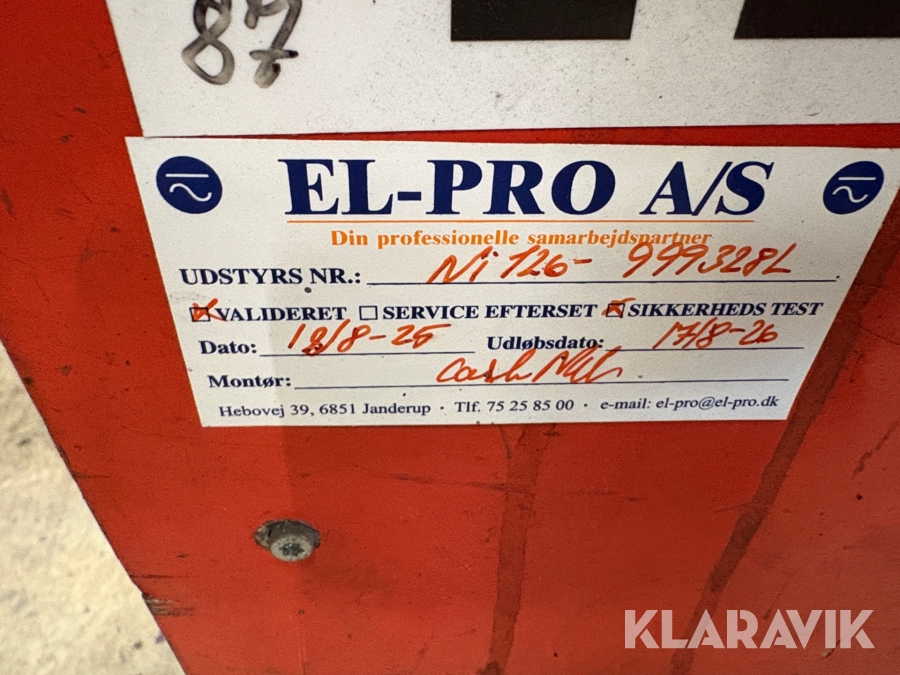 87
EL-PRO A/S
Din professionelle samarbejdspartner
UDSTYRS NR.: Ni 126- 999328L
VALIDERET SERVICE EFTERSET SIKKERHEDS TEST
Dato: 18/8-25 Udløbsdato: 17/8-26
Montør:
Hebovej 39, 6851 Janderup · Tlf. 75 25 85 00 · e-mail: el-pro@el-pro.dk
KLARAVIK